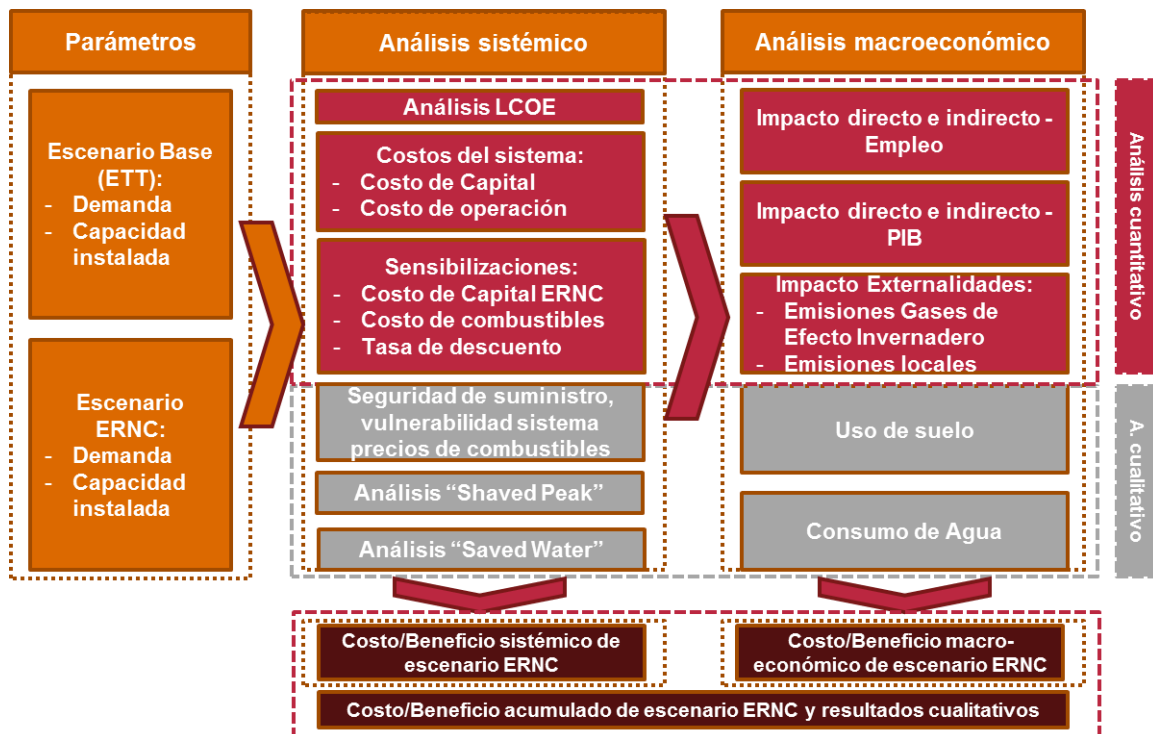 Parámetros
Escenario Base
(ETT):
- Demanda
- Capacidad
instalada
Escenario
ERNC:
- Demanda
- Capacidad
instalada
Análisis sistémico
Análisis LCOE
Costos del sistema:
- Costo de Capital
- Costo de operación
Sensibilizaciones:
- Costo de Capital ERNC
- Costo de combustibles
- Tasa de descuento
Seguridad de suministro,
vulnerabilidad sistema
precios de combustibles
Análisis “Shaved Peak”
Análisis “Saved Water”
Análisis macroeconómico
Impacto directo e indirecto -
Empleo
Impacto directo e indirecto -
PIB
Impacto Externalidades:
- Emisiones Gases de
Efecto Invernadero
- Emisiones locales
Uso de suelo
Consumo de Agua
Análisis cuantitativo
A. cualitativo
Costo/Beneficio sistémico de
escenario ERNC
Costo/Beneficio macro-
económico de escenario ERNC
Costo/Beneficio acumulado de escenario ERNC y resultados cualitativos